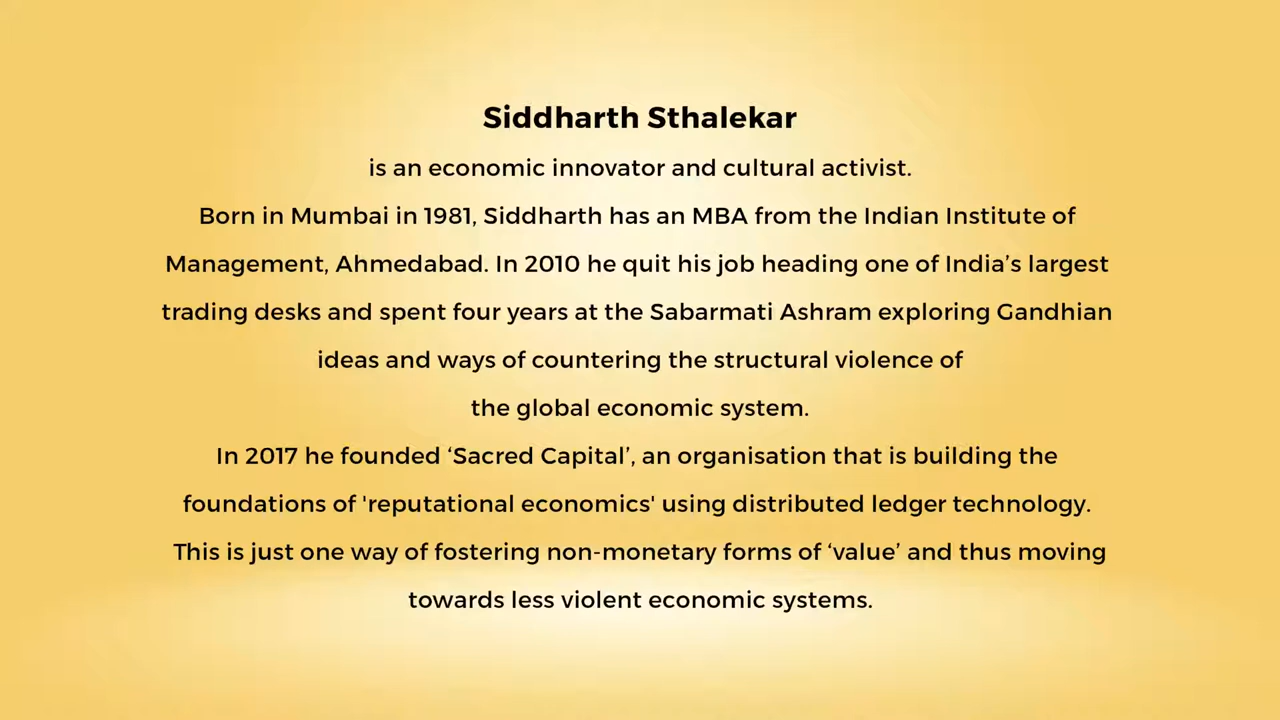 Siddharth Sthalekar
is an economic innovator and cultural activist.
Born in Mumbai in 1981, Siddharth has an MBA from the Indian Institute of
Management, Ahmedabad. In 2010 he quit his job heading one of India’s largest
trading desks and spent four years at the Sabarmati Ashram exploring Gandhian
ideas and ways of countering the structural violence of
the global economic system.
In 2017 he founded ‘Sacred Capital’, an organisation that is building the
foundations of 'reputational economics' using distributed ledger technology.
This is just one way of fostering non-monetary forms of ‘value’ and thus moving
towards less violent economic systems.